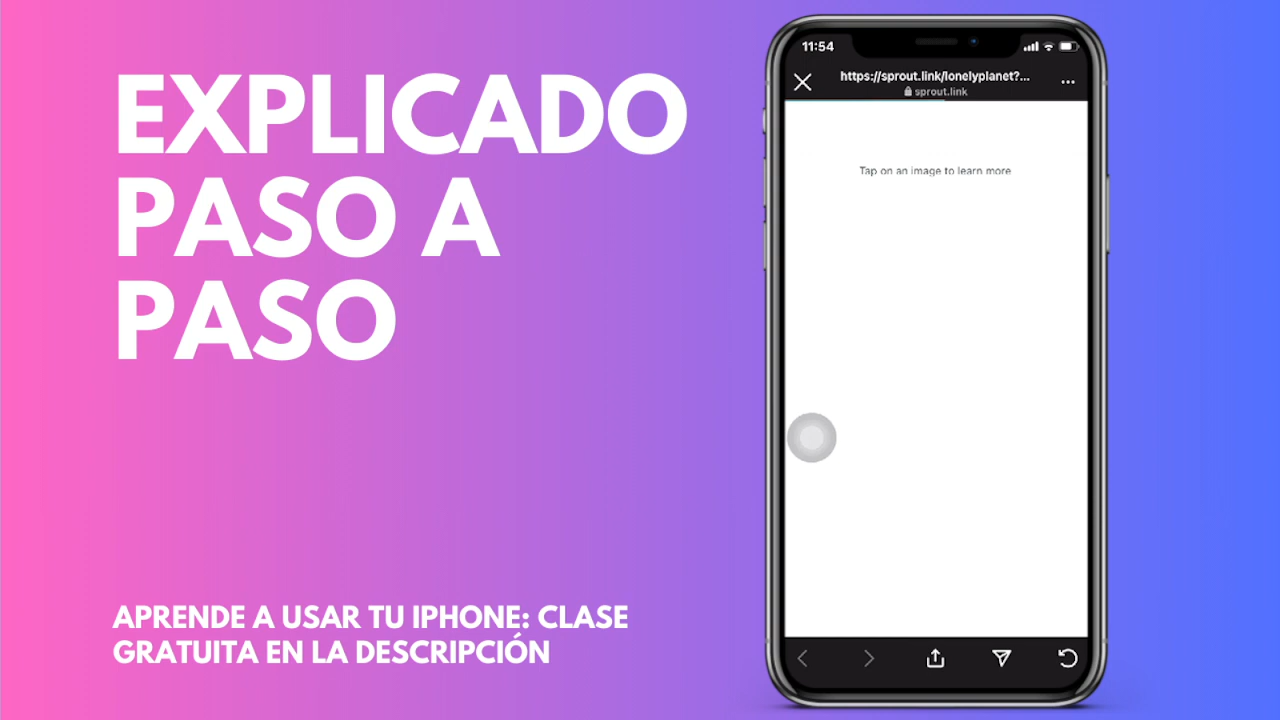 EXPLICADO
PASO A
PASO
APRENDE A USAR TU IPHONE: CLASE
GRATUITA EN LA DESCRIPCIÓN
11:54
https://sprout.link/lonelyplanet?...
sprout.link
Tap on an image to learn more